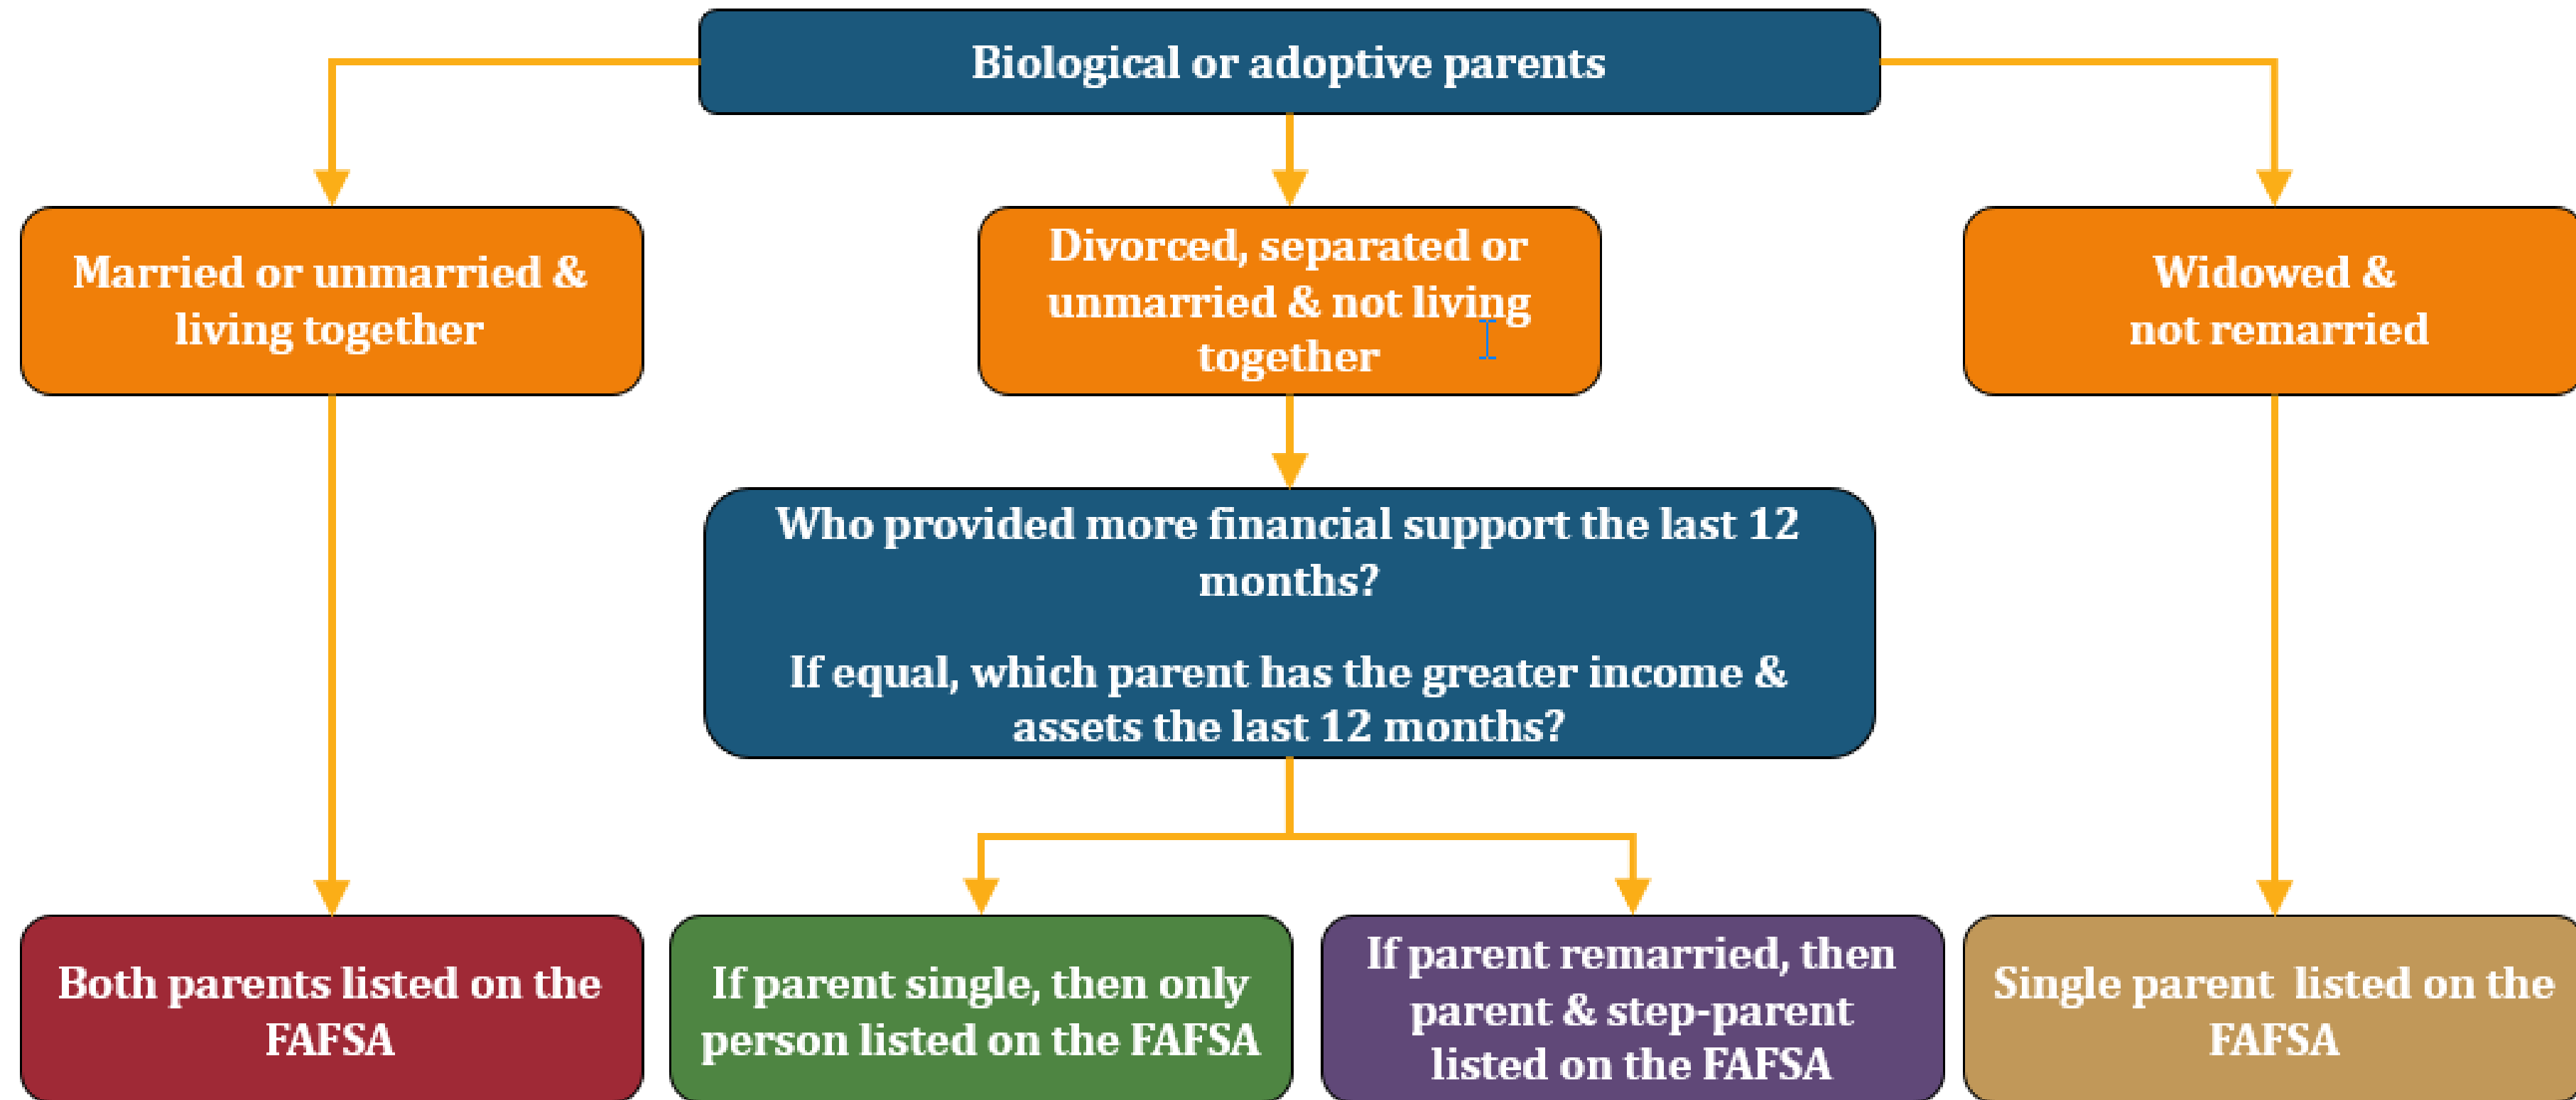 Biological or adoptive parents
Married or unmarried &
living together
Divorced, separated or
unmarried & not living
together
Widowed &
not remarried
Who provided more financial support the last 12
months?
If equal, which parent has the greater income &
assets the last 12 months?
Both parents listed on the
FAFSA
If parent single, then only
person listed on the FAFSA
If parent remarried, then
parent & step-parent
listed on the FAFSA
Single parent  listed on the
FAFSA